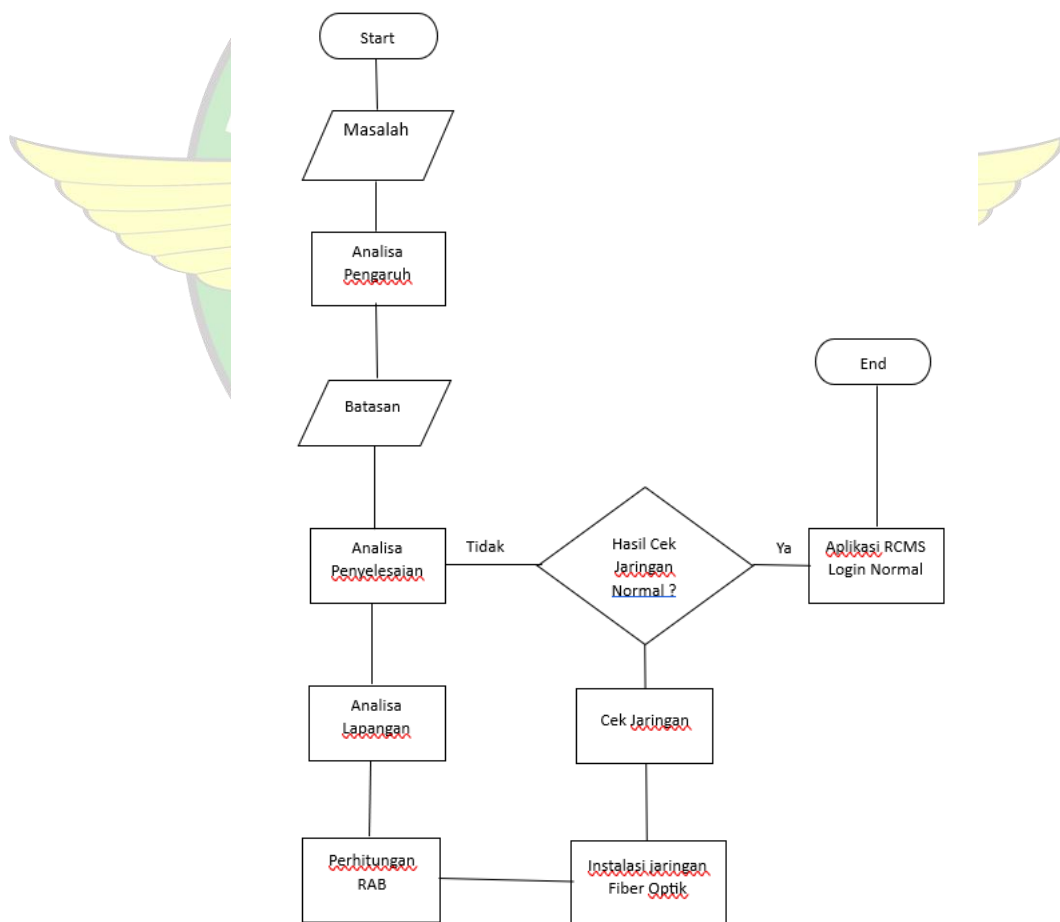 Start
Masalah
Analisa
Pengaruh
Batasan
Analisa
Penyelesaian
Analisa
Lapangan
Perhitungan
RAB
Instalasi jaringan
Fiber Optik
Cek Jaringan
Hasil Cek
Jaringan
Normal ?
Tidak
Ya
Aplikasi RCMS
Login Normal
End